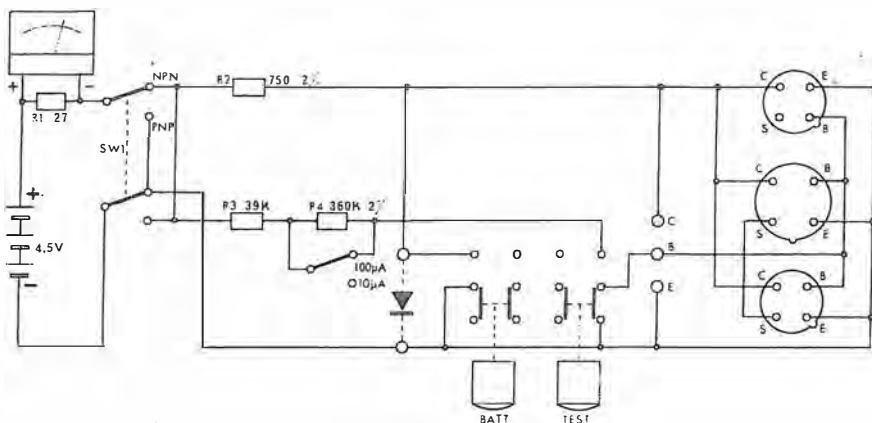 +
-
NPN
R2
750 2%
R1 27
PNP
SW1
+
4,5V
-
R3 39K
R4 360K 2%
100µA
10µA
C
B
E
C
E
S
B
C
B
S
E
C
B
S
E
BATT
TEST